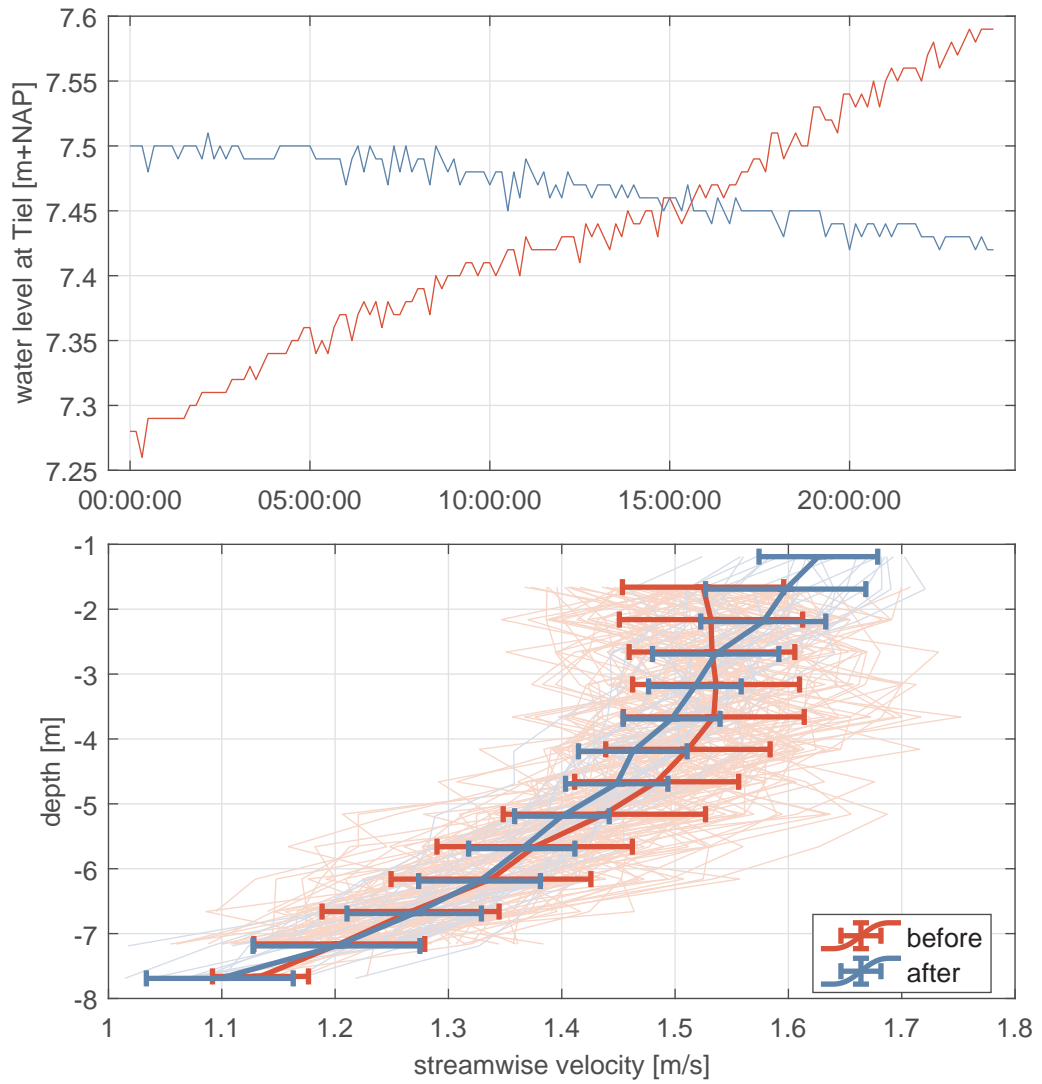 water level at Tiel [m+NAP]
7.6
7.55
7.5
7.45
7.4
7.35
7.3
7.25
00:00:00 05:00:00 10:00:00 15:00:00 20:00:00
depth [m]
-1
-2
-3
-4
-5
-6
-7
-8
before
after
1 1.1 1.2 1.3 1.4 1.5 1.6 1.7 1.8
streamwise velocity [m/s]